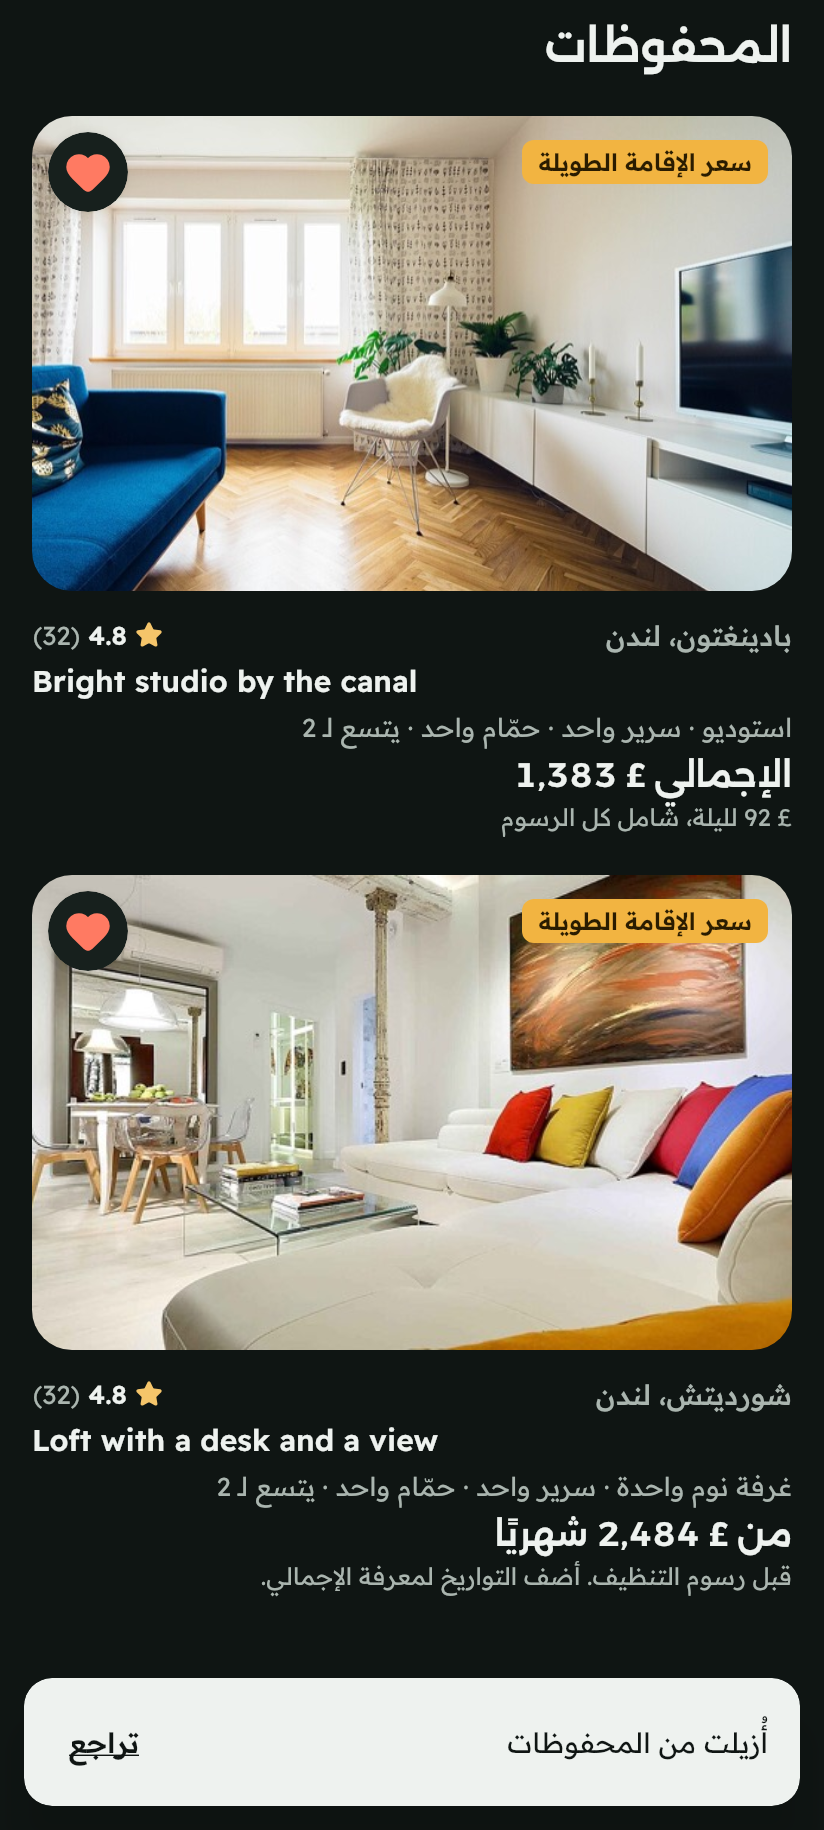 المحفوظات
سعر الإقامة الطويلة
بادينغتون، لندن
4.8 (32)
Bright studio by the canal
استوديو · سرير واحد · حمّام واحد · يتسع لـ 2
الإجمالي £ 1,383
£ 92 لليلة، شامل كل الرسوم
سعر الإقامة الطويلة
شورديتش، لندن
4.8 (32)
Loft with a desk and a view
غرفة نوم واحدة · سرير واحد · حمّام واحد · يتسع لـ 2
من £ 2,484 شهريًا
قبل رسوم التنظيف. أضف التواريخ لمعرفة الإجمالي.
أُزيلت من المحفوظات
تراجع